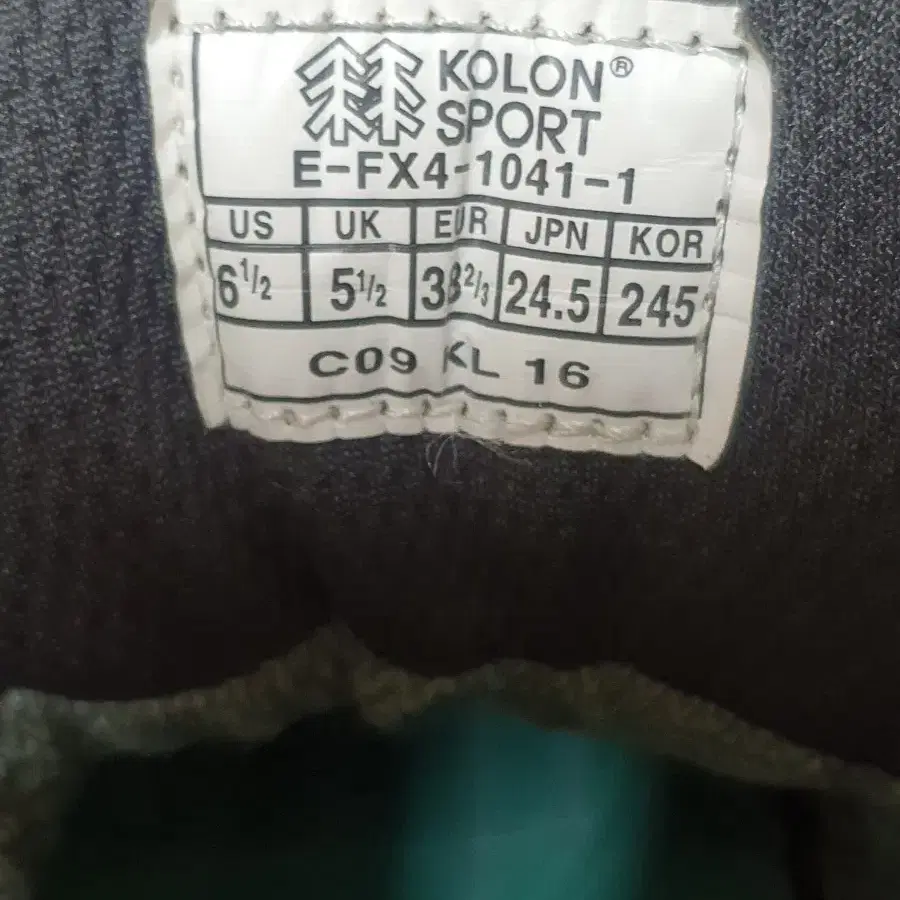 KOLON®
SPORT
E-FX4-1041-1
US UK EUR JPN KOR
6 1/2 5 1/2 38 2/3 24.5 245
C09 KL 16